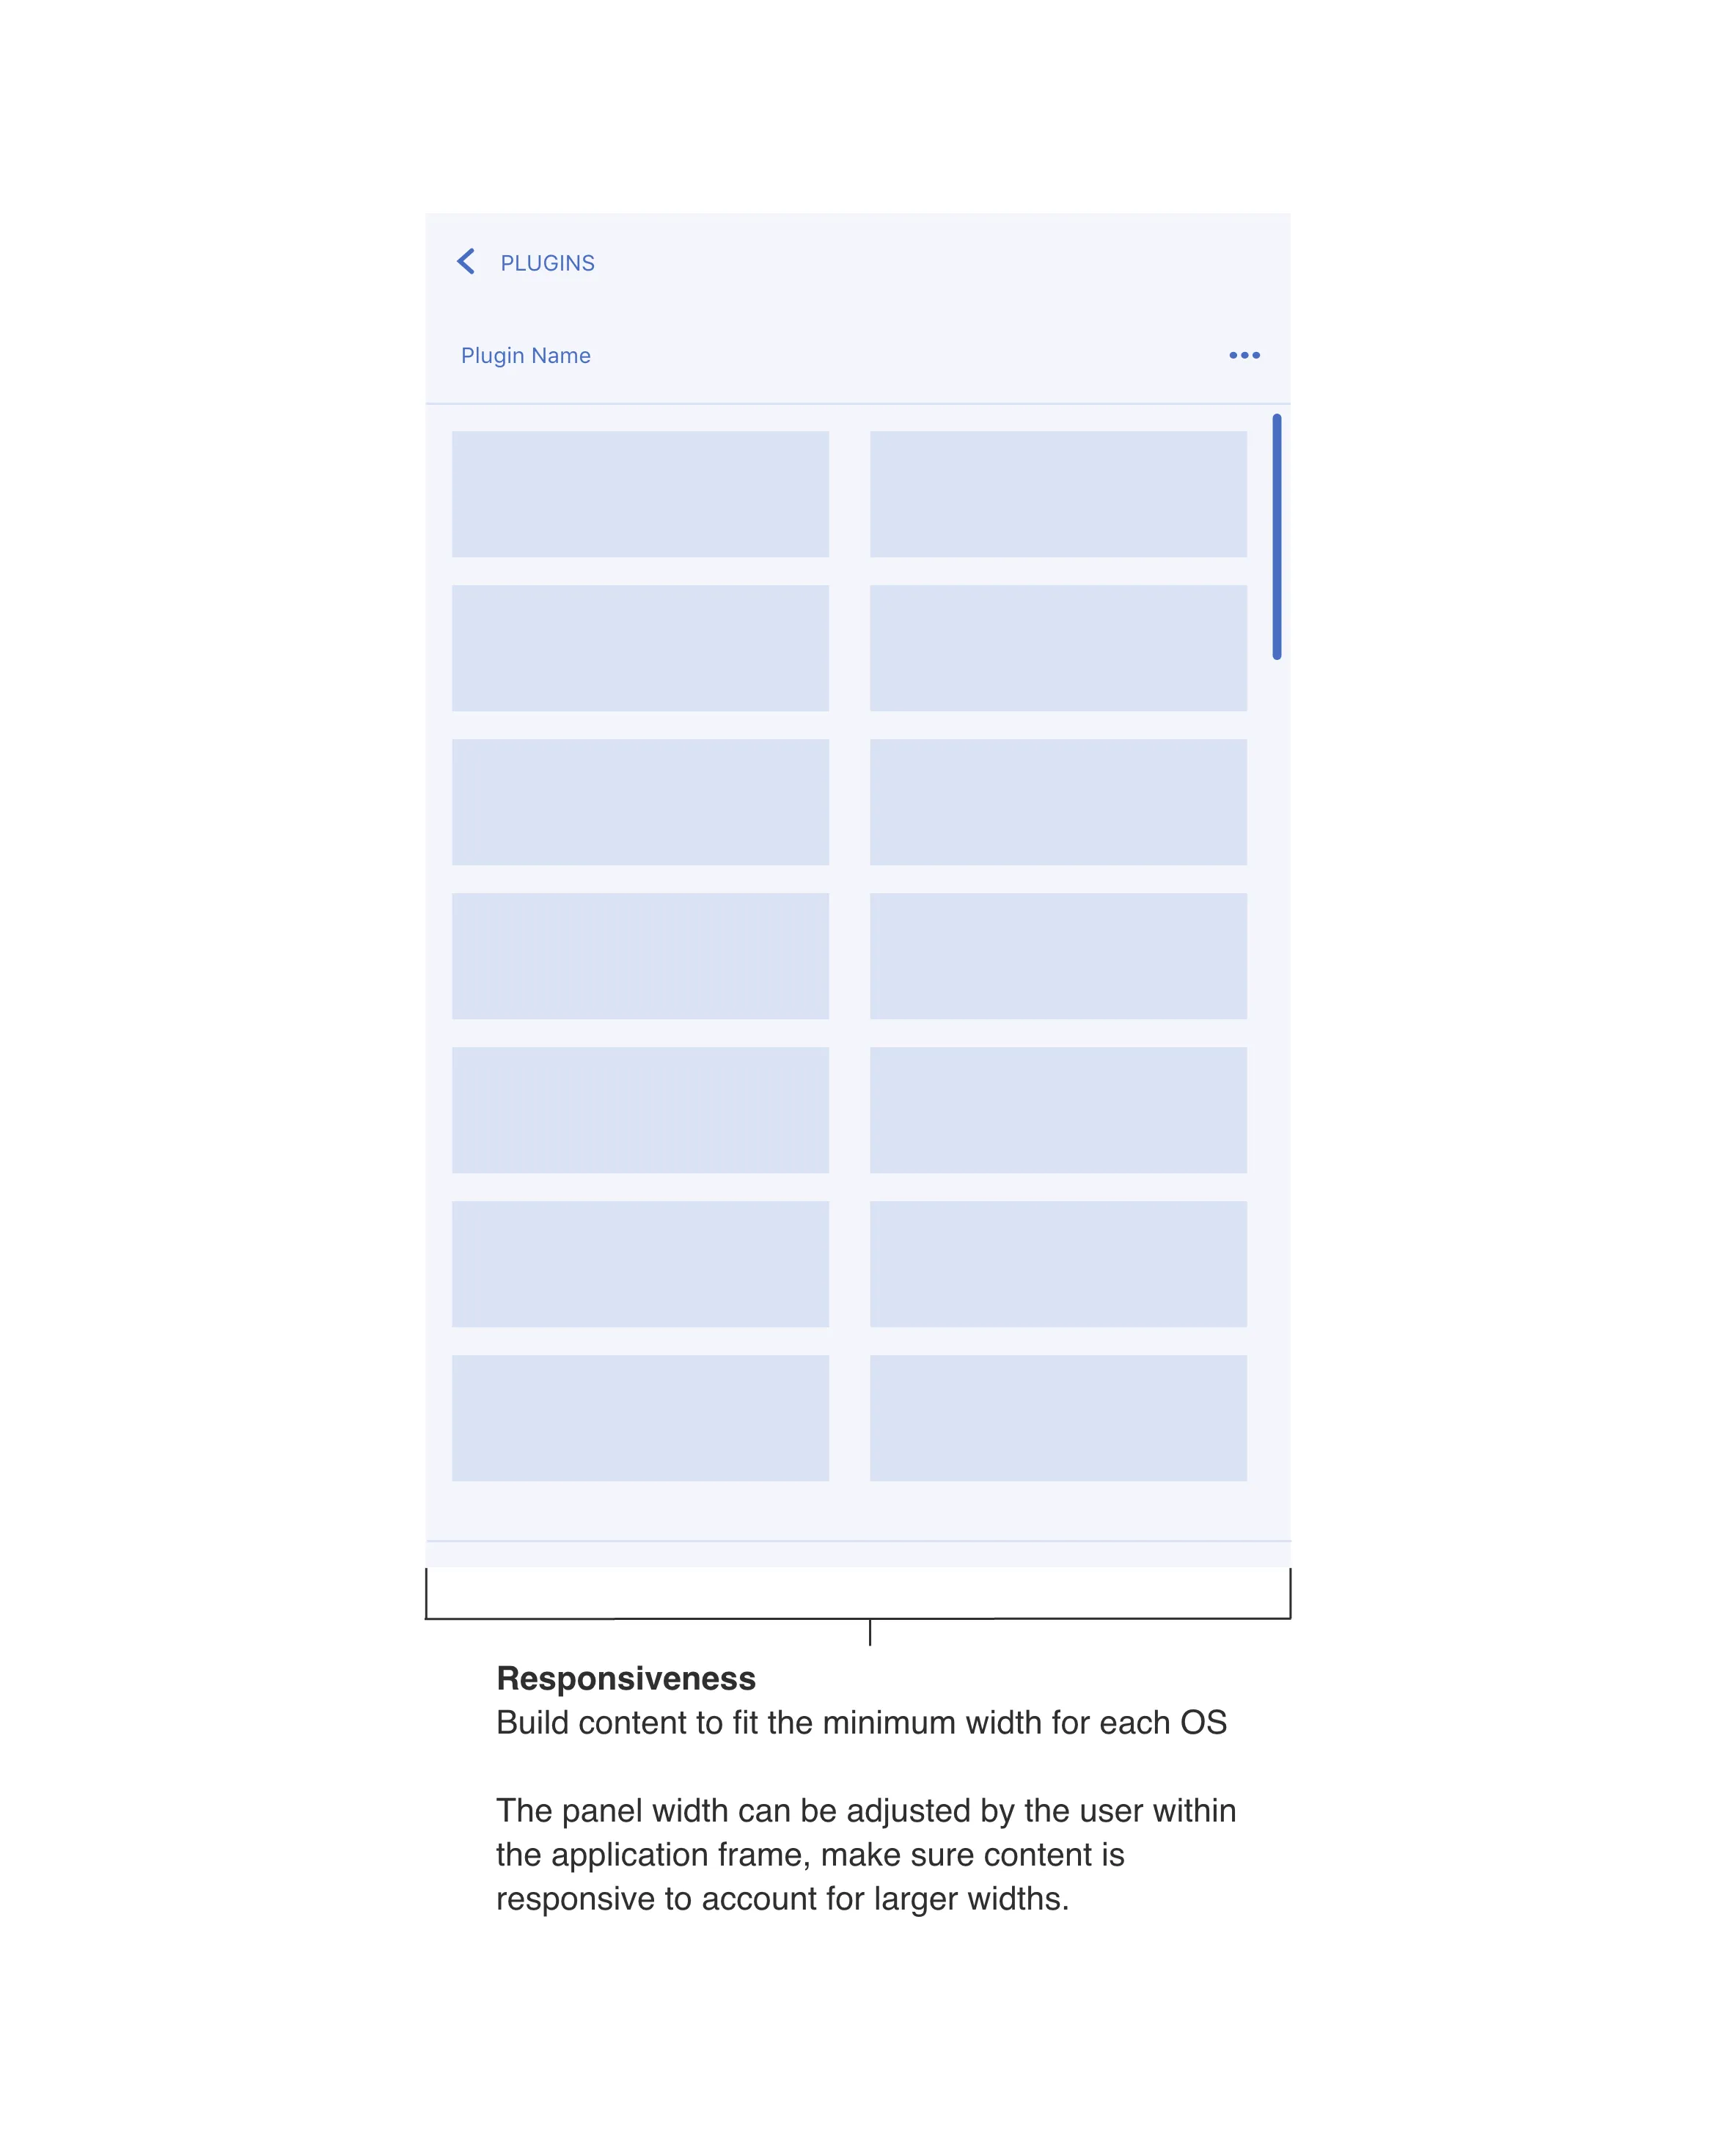 PLUGINS
Plugin Name
Responsiveness
Build content to fit the minimum width for each OS
The panel width can be adjusted by the user within
the application frame, make sure content is
responsive to account for larger widths.